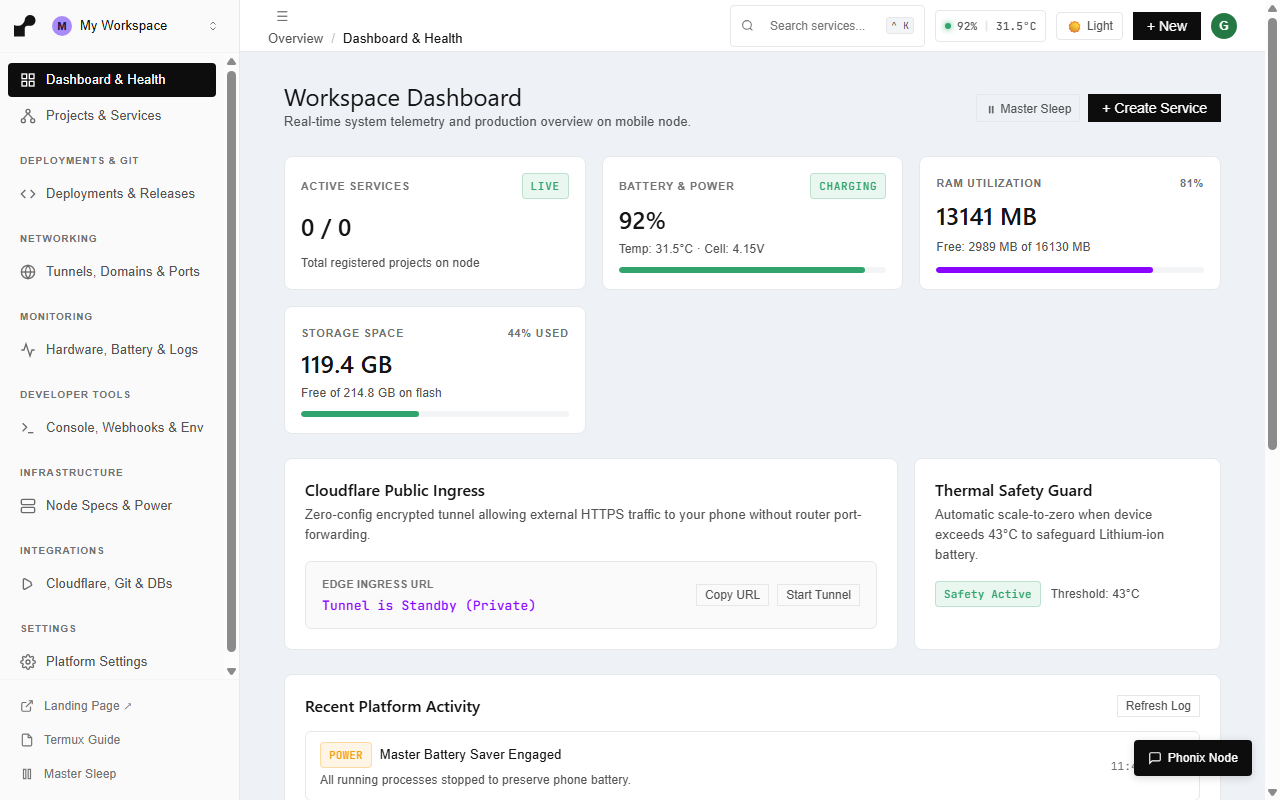 M My Workspace
Dashboard & Health
Projects & Services
DEPLOYMENTS & GIT
Deployments & Releases
NETWORKING
Tunnels, Domains & Ports
MONITORING
Hardware, Battery & Logs
DEVELOPER TOOLS
Console, Webhooks & Env
INFRASTRUCTURE
Node Specs & Power
INTEGRATIONS
Cloudflare, Git & DBs
SETTINGS
Platform Settings
Landing Page ↗
Termux Guide
Master Sleep
Overview / Dashboard & Health
Search services... ^ K
92% | 31.5°C
Light
+ New
G
Workspace Dashboard
Real-time system telemetry and production overview on mobile node.
Master Sleep
+ Create Service
ACTIVE SERVICES LIVE
0 / 0
Total registered projects on node
BATTERY & POWER CHARGING
92%
Temp: 31.5°C · Cell: 4.15V
RAM UTILIZATION 81%
13141 MB
Free: 2989 MB of 16130 MB
STORAGE SPACE 44% USED
119.4 GB
Free of 214.8 GB on flash
Cloudflare Public Ingress
Zero-config encrypted tunnel allowing external HTTPS traffic to your phone without router port-
forwarding.
EDGE INGRESS URL
Tunnel is Standby (Private)
Copy URL
Start Tunnel
Thermal Safety Guard
Automatic scale-to-zero when device
exceeds 43°C to safeguard Lithium-ion
battery.
Safety Active Threshold: 43°C
Recent Platform Activity
Refresh Log
POWER Master Battery Saver Engaged
All running processes stopped to preserve phone battery.
Phonix Node